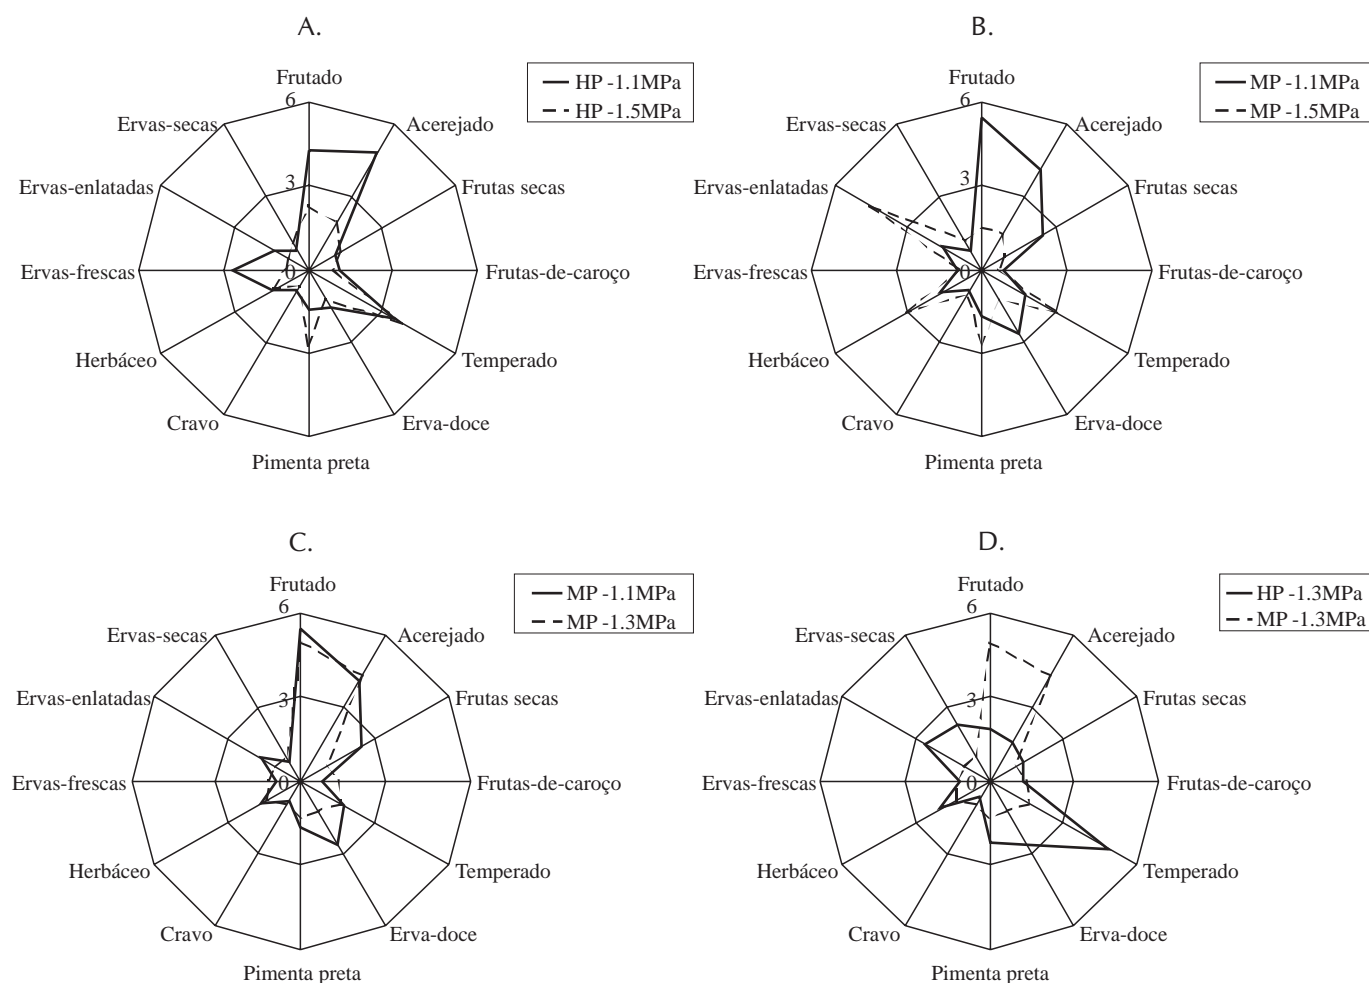 A.
HP -1.1MPa
HP -1.5MPa
Frutado
6
Acerejado
Ervas-secas
Frutas secas
Ervas-enlatadas
3
Ervas-frescas
0
Frutas-de-caroço
Herbáceo
Temperado
Cravo
Erva-doce
Pimenta preta
B.
MP -1.1MPa
MP -1.5MPa
Frutado
6
Acerejado
Ervas-secas
Frutas secas
Ervas-enlatadas
3
Ervas-frescas
0
Frutas-de-caroço
Herbáceo
Temperado
Cravo
Erva-doce
Pimenta preta
C.
MP -1.1MPa
MP -1.3MPa
Frutado
6
Acerejado
Ervas-secas
Frutas secas
Ervas-enlatadas
3
Ervas-frescas
0
Frutas-de-caroço
Herbáceo
Temperado
Cravo
Erva-doce
Pimenta preta
D.
HP -1.3MPa
MP -1.3MPa
Frutado
6
Acerejado
Ervas-secas
Frutas secas
Ervas-enlatadas
3
Ervas-frescas
0
Frutas-de-caroço
Herbáceo
Temperado
Cravo
Erva-doce
Pimenta preta